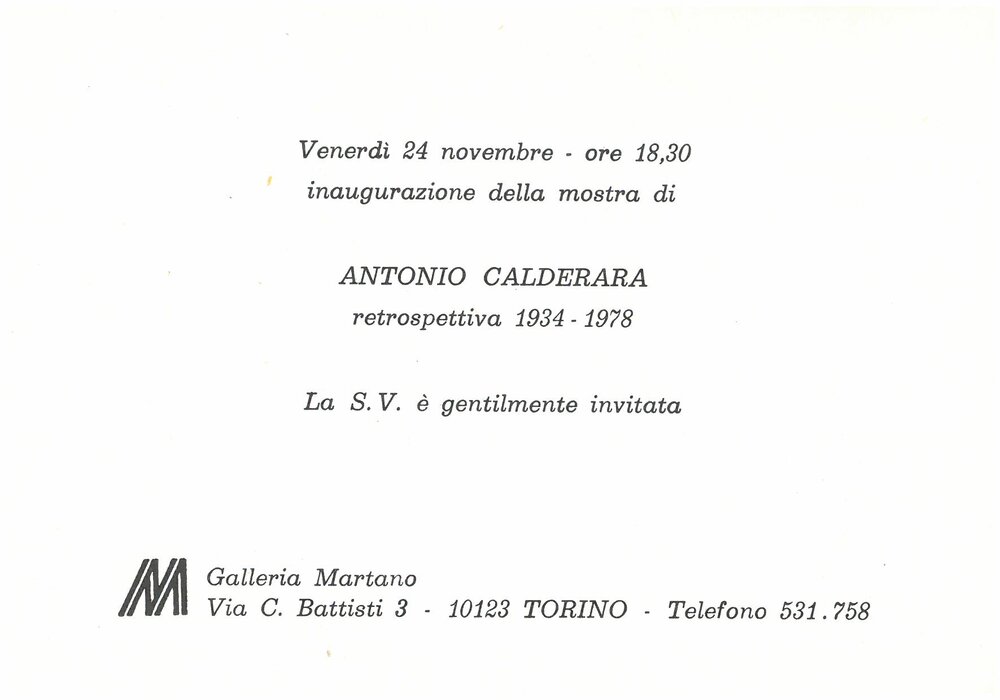 Venerdì 24 novembre - ore 18,30
inaugurazione della mostra di
ANTONIO CALDERARA
retrospettiva 1934 - 1978
La S. V. è gentilmente invitata
M Galleria Martano
Via C. Battisti 3 - 10123 TORINO - Telefono 531.758